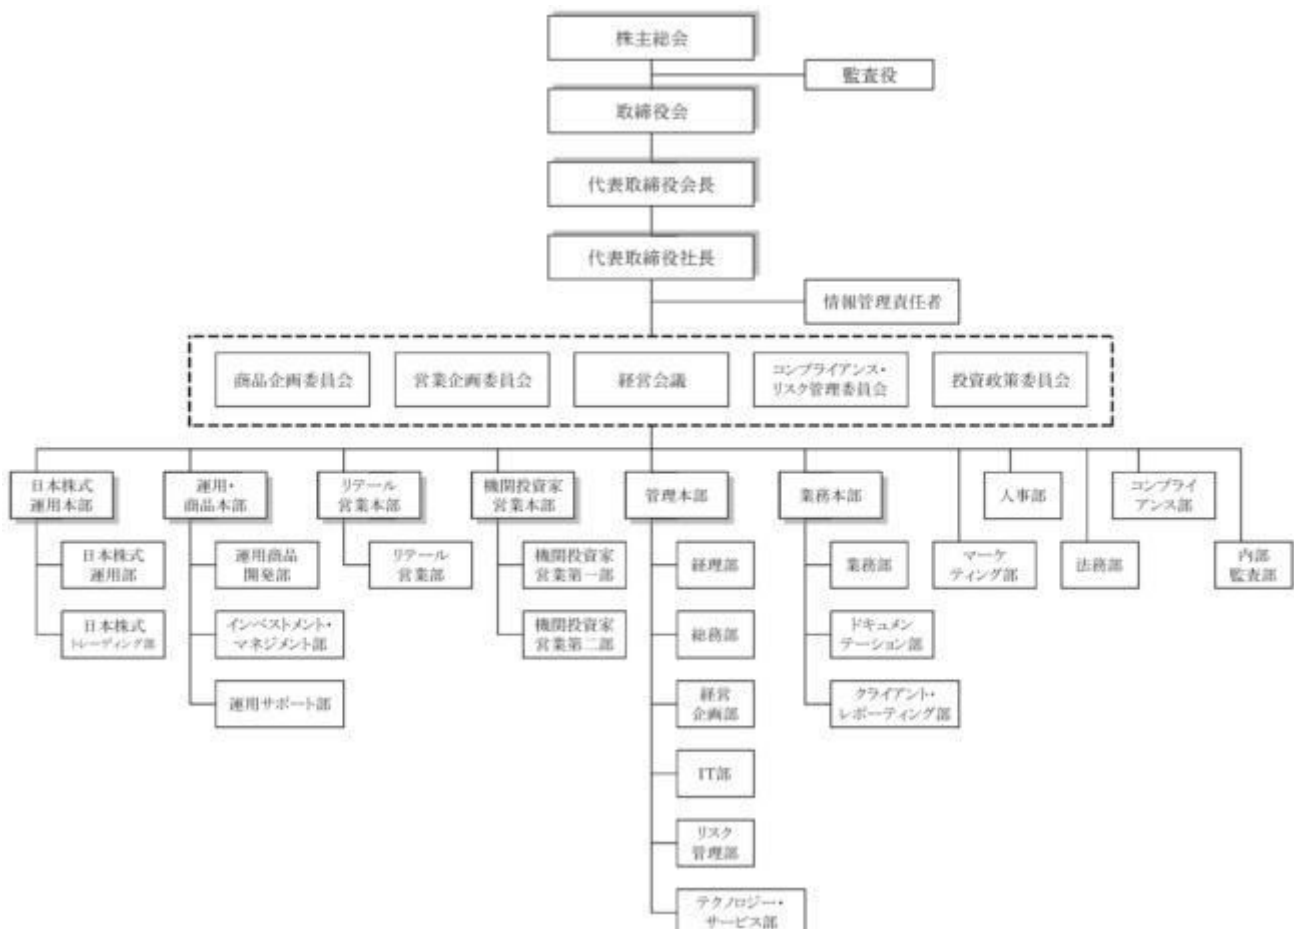 株主総会
監査役
取締役会
代表取締役会長
代表取締役社長
情報管理責任者
商品企画委員会
営業企画委員会
経営会議
コンプライアンス・
リスク管理委員会
投資政策委員会
日本株式
運用本部
運用・
商品本部
リテール
営業本部
機関投資家
営業本部
管理本部
業務本部
人事部
コンプライ
アンス部
日本株式
運用部
運用商品
開発部
リテール
営業部
機関投資家
営業第一部
経理部
業務部
マーケ
ティング部
法務部
内部
監査部
日本株式
トレーディング部
インベストメント・
マネジメント部
機関投資家
営業第二部
総務部
ドキュメン
テーション部
運用サポート部
経営
企画部
クライアント・
レポーティング部
IT部
リスク
管理部
テクノロジー・
サービス部